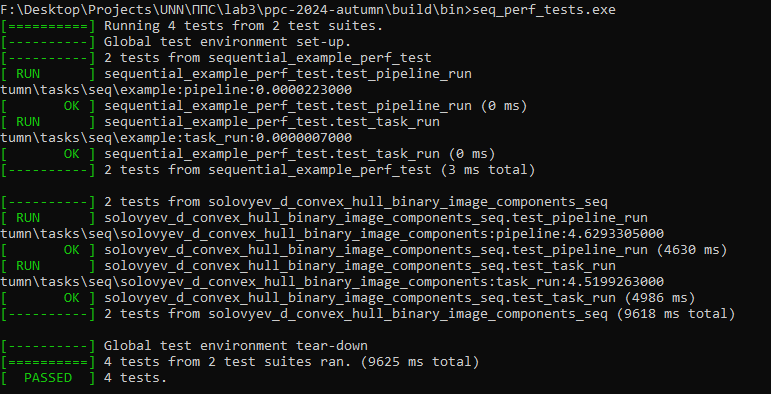 F:\Desktop\Projects\UNN\ППС\lab3\ppc-2024-autumn\build\bin>seq_perf_tests.exe
[==========] Running 4 tests from 2 test suites.
[----------] Global test environment set-up.
[----------] 2 tests from sequential_example_perf_test
[ RUN      ] sequential_example_perf_test.test_pipeline_run
tumn\tasks\seq\example:pipeline:0.0000223000
[       OK ] sequential_example_perf_test.test_pipeline_run (0 ms)
[ RUN      ] sequential_example_perf_test.test_task_run
tumn\tasks\seq\example:task_run:0.0000007000
[       OK ] sequential_example_perf_test.test_task_run (0 ms)
[----------] 2 tests from sequential_example_perf_test (3 ms total)

[----------] 2 tests from solovyev_d_convex_hull_binary_image_components_seq
[ RUN      ] solovyev_d_convex_hull_binary_image_components_seq.test_pipeline_run
tumn\tasks\seq\solovyev_d_convex_hull_binary_image_components:pipeline:4.6293305000
[       OK ] solovyev_d_convex_hull_binary_image_components_seq.test_pipeline_run (4630 ms)
[ RUN      ] solovyev_d_convex_hull_binary_image_components_seq.test_task_run
tumn\tasks\seq\solovyev_d_convex_hull_binary_image_components:task_run:4.5199263000
[       OK ] solovyev_d_convex_hull_binary_image_components_seq.test_task_run (4986 ms)
[----------] 2 tests from solovyev_d_convex_hull_binary_image_components_seq (9618 ms total)

[----------] Global test environment tear-down
[==========] 4 tests from 2 test suites ran. (9625 ms total)
[  PASSED  ] 4 tests.